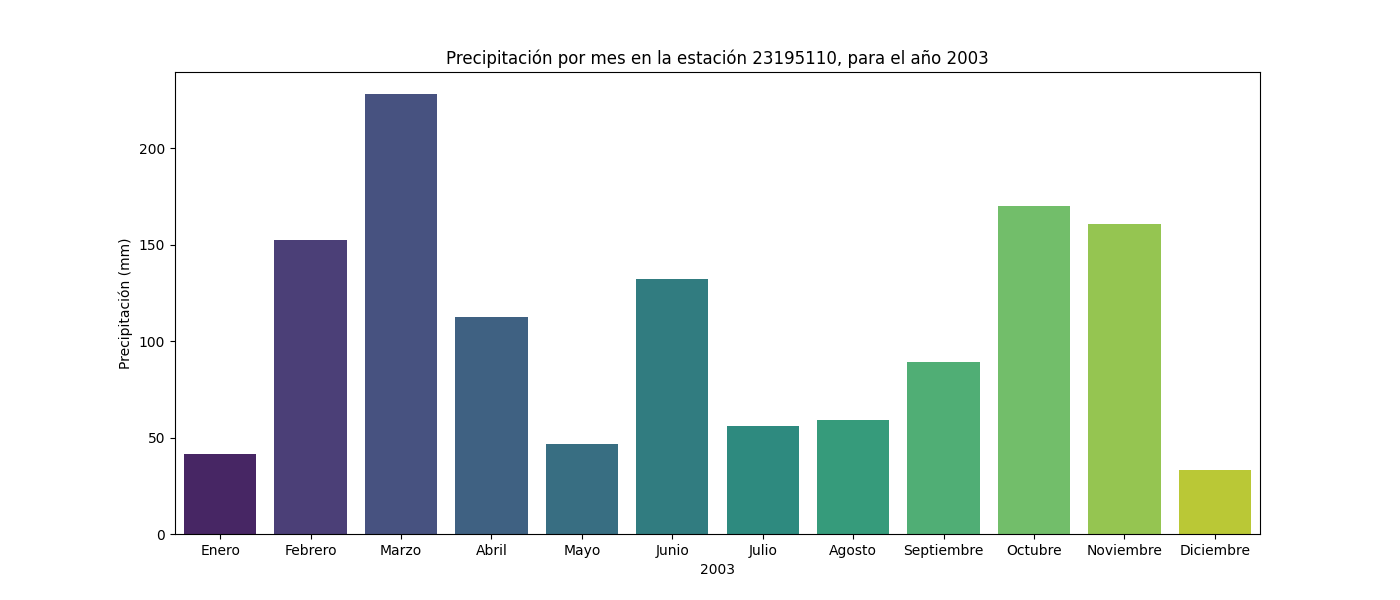 Precipitación por mes en la estación 23195110, para el año 2003
Precipitación (mm)
200
150
100
50
0
Enero Febrero Marzo Abril Mayo Junio Julio Agosto Septiembre Octubre Noviembre Diciembre
2003